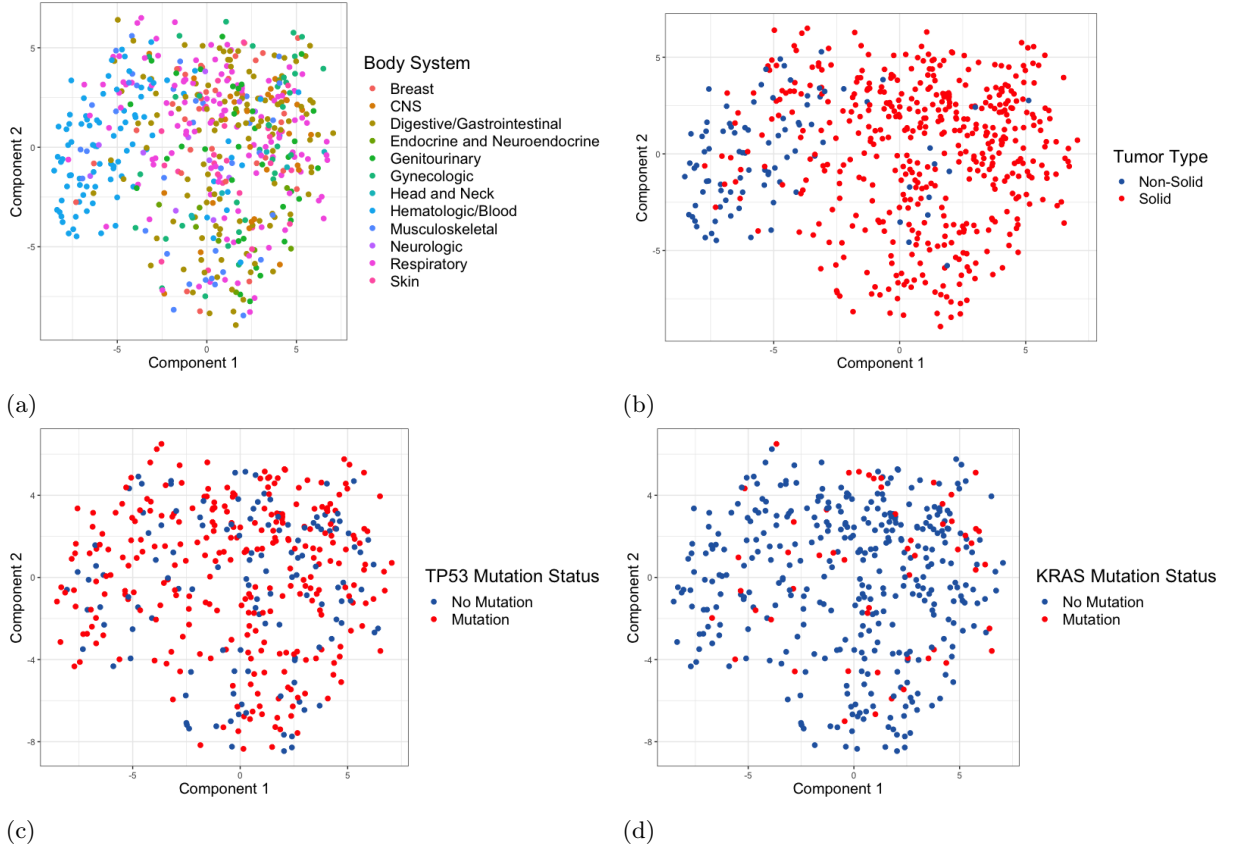 5
0
-5
-5
0
5
Component 2
Component 1
Body System
Breast
CNS
Digestive/Gastrointestinal
Endocrine and Neuroendocrine
Genitourinary
Gynecologic
Head and Neck
Hematologic/Blood
Musculoskeletal
Neurologic
Respiratory
Skin
(a)
5
0
-5
-5
0
5
Component 2
Component 1
Tumor Type
Non-Solid
Solid
(b)
4
0
-4
-8
-5
0
5
Component 2
Component 1
TP53 Mutation Status
No Mutation
Mutation
(c)
4
0
-4
-8
-5
0
5
Component 2
Component 1
KRAS Mutation Status
No Mutation
Mutation
(d)